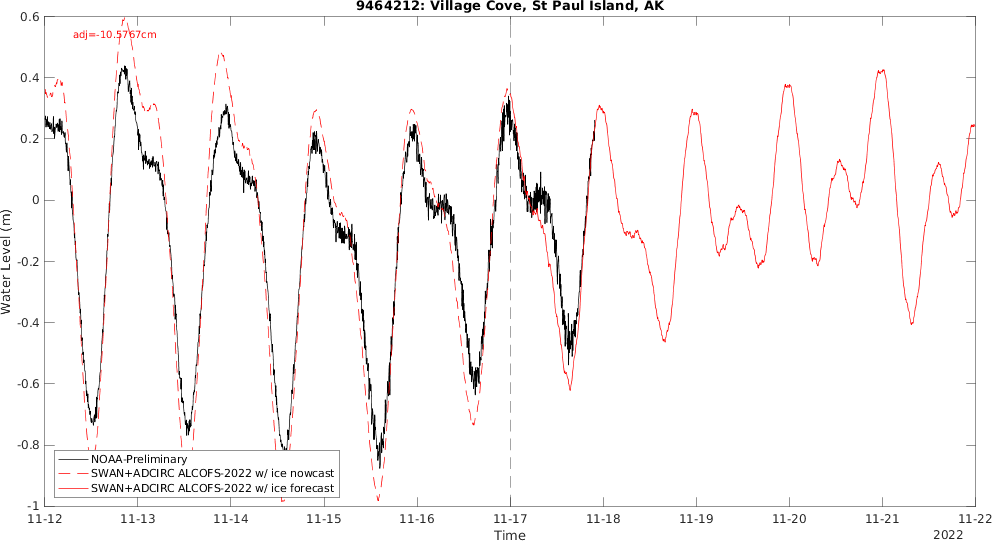 9464212: Village Cove, St Paul Island, AK
adj=-10.5767cm
Water Level (m)
0.6
0.4
0.2
0
-0.2
-0.4
-0.6
-0.8
-1
NOAA-Preliminary
SWAN+ADCIRC ALCOFS-2022 w/ ice nowcast
SWAN+ADCIRC ALCOFS-2022 w/ ice forecast
11-12 11-13 11-14 11-15 11-16 11-17 11-18 11-19 11-20 11-21 11-22
Time
2022